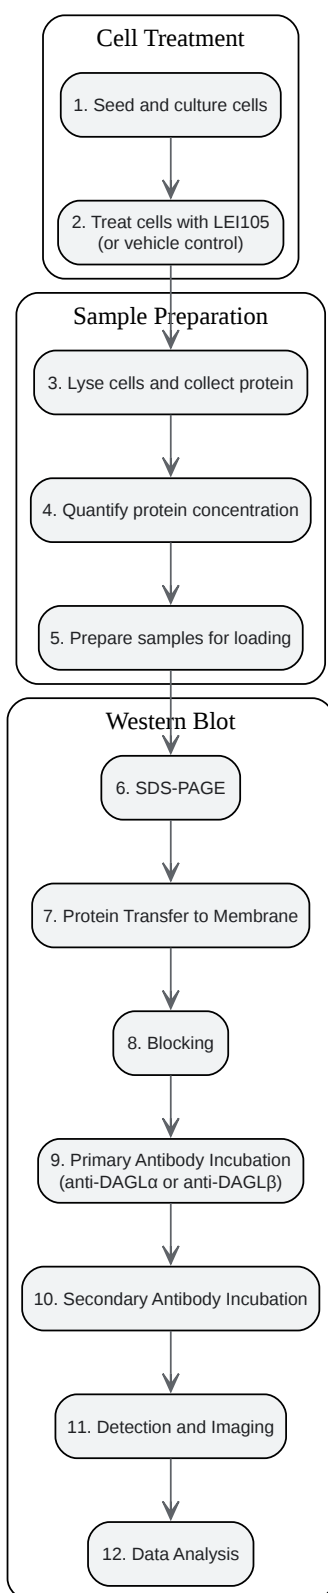 Cell Treatment
1. Seed and culture cells
2. Treat cells with LEI105
(or vehicle control)
Sample Preparation
3. Lyse cells and collect protein
4. Quantify protein concentration
5. Prepare samples for loading
Western Blot
6. SDS-PAGE
7. Protein Transfer to Membrane
8. Blocking
9. Primary Antibody Incubation
(anti-DAGLα or anti-DAGLβ)
10. Secondary Antibody Incubation
11. Detection and Imaging
12. Data Analysis